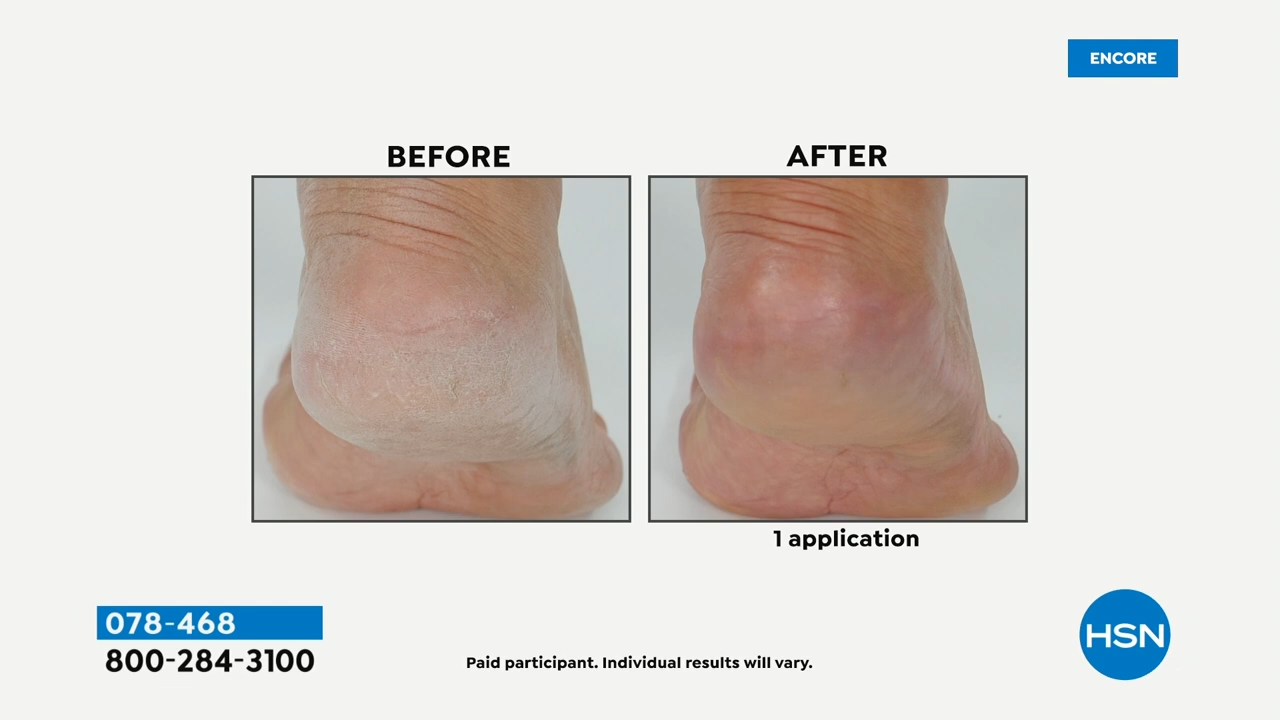 ENCORE
BEFORE
AFTER
1 application
078-468
800-284-3100
Paid participant. Individual results will vary.
HSN